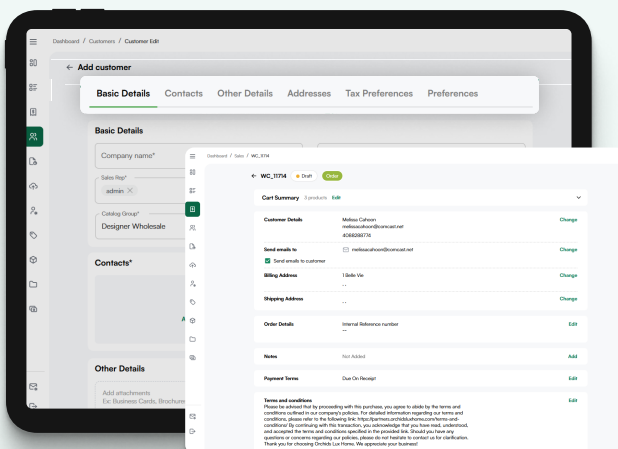 Dashboard / Customers / Customer Edit
← Add customer
Basic Details Contacts Other Details Addresses Tax Preferences Preferences
Basic Details
Company name*
Sales Rep*
admin ×
Catalog Group*
Designer Wholesale
Contacts*
A
Other Details
Add attachments
Ex: Business Cards, Brochure
Dashboard / Sales / WC_11714
← WC_11714 Draft Order
Cart Summary 3 products Edit
Customer Details Melissa Cahoon Change
melissacahoon@comcast.net
4088298774
Send emails to melissacahoon@comcast.net Change
Send emails to customer
Billing Address 1 Belle Vie Change
, ,
Shipping Address , , Change
Order Details Internal Reference number Edit
--
Notes Not Added Add
Payment Terms Due On Receipt Edit
Terms and conditions Edit
Please be advised that by proceeding with this purchase, you agree to abide by the terms and
conditions outlined in our company's policies. For detailed information regarding our terms and
conditions, please refer to the following link: https://partners.orchidsluxhome.com/terms-and-
conditions/ By continuing with this transaction, you acknowledge that you have read, understood,
and accepted the terms and conditions specified in the provided link. Should you have any
questions or concerns regarding our policies, please do not hesitate to contact us for clarification.
Thank you for choosing Orchids Lux Home. We appreciate your business!